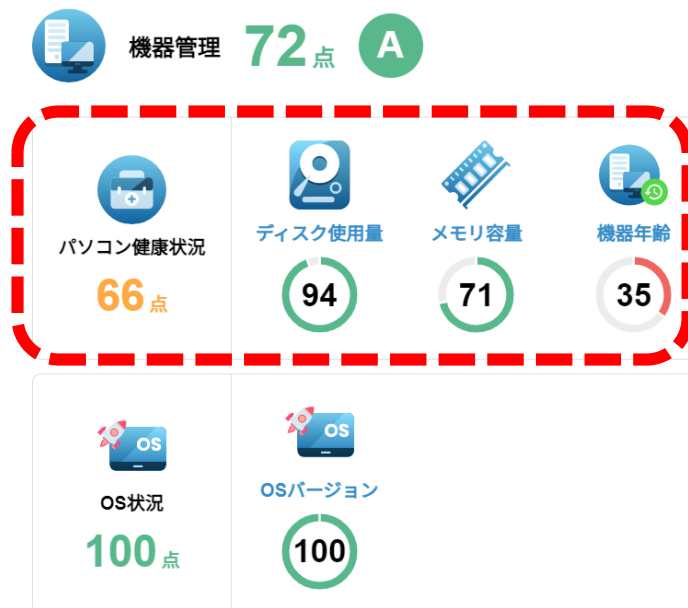 機器管理 72点 A
ディスク使用量 メモリ容量 機器年齢
パソコン健康状況
66点 94 71 35
OS OS
OSバージョン
OS状況
100点 100